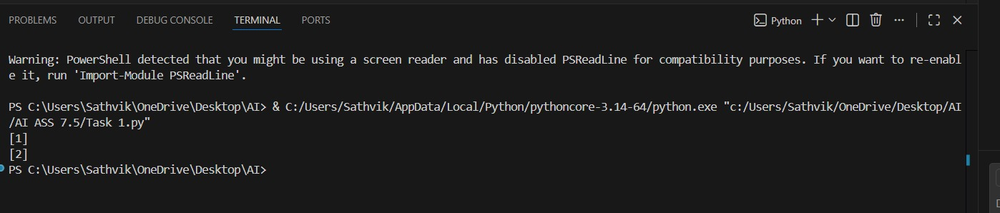 PROBLEMS OUTPUT DEBUG CONSOLE TERMINAL PORTS Python
Warning: PowerShell detected that you might be using a screen reader and has disabled PSReadLine for compatibility purposes. If you want to re-enabl
e it, run 'Import-Module PSReadLine'.
PS C:\Users\Sathvik\OneDrive\Desktop\AI> & C:/Users/Sathvik/AppData/Local/Python/pythoncore-3.14-64/python.exe "c:/Users/Sathvik/OneDrive/Desktop/AI
/AI ASS 7.5/Task 1.py"
[1]
[2]
PS C:\Users\Sathvik\OneDrive\Desktop\AI>